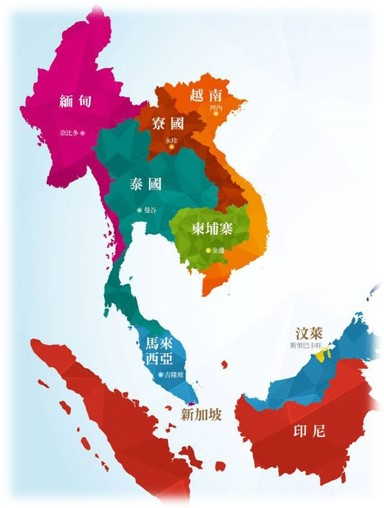 緬甸
奈比多
越南
河內
寮國
永珍
泰國
曼谷
柬埔寨
金邊
馬來
西亞
吉隆坡
新加坡
汶萊
斯里巴卡旺
印尼